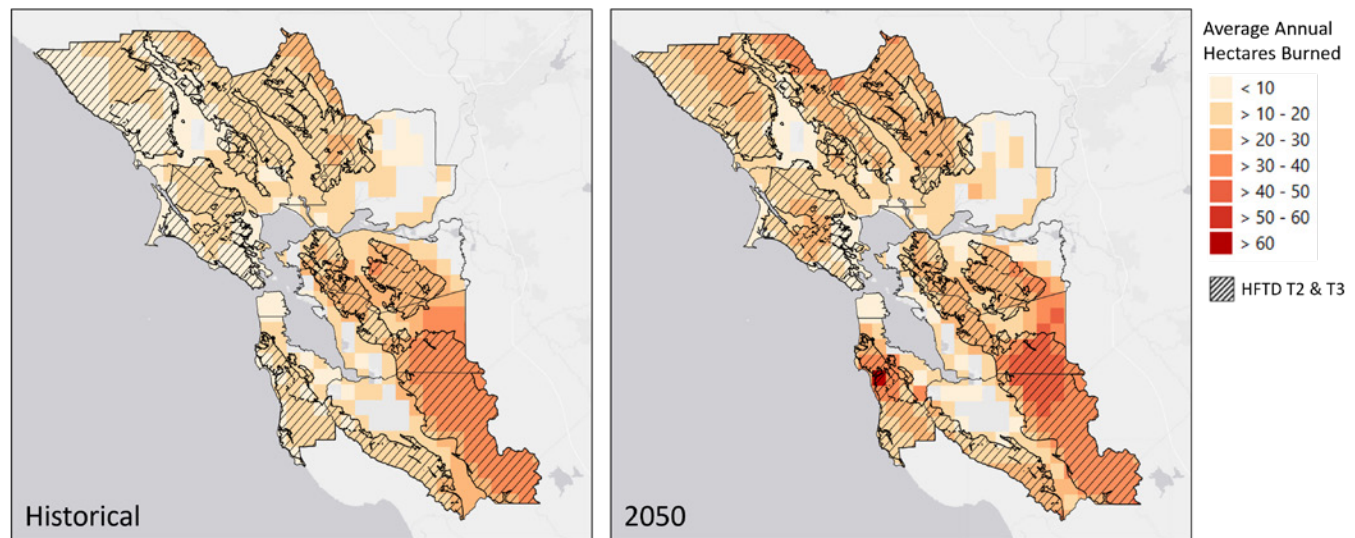 Historical
2050
Average Annual
Hectares Burned
< 10
> 10 - 20
> 20 - 30
> 30 - 40
> 40 - 50
> 50 - 60
> 60
HFTD T2 & T3